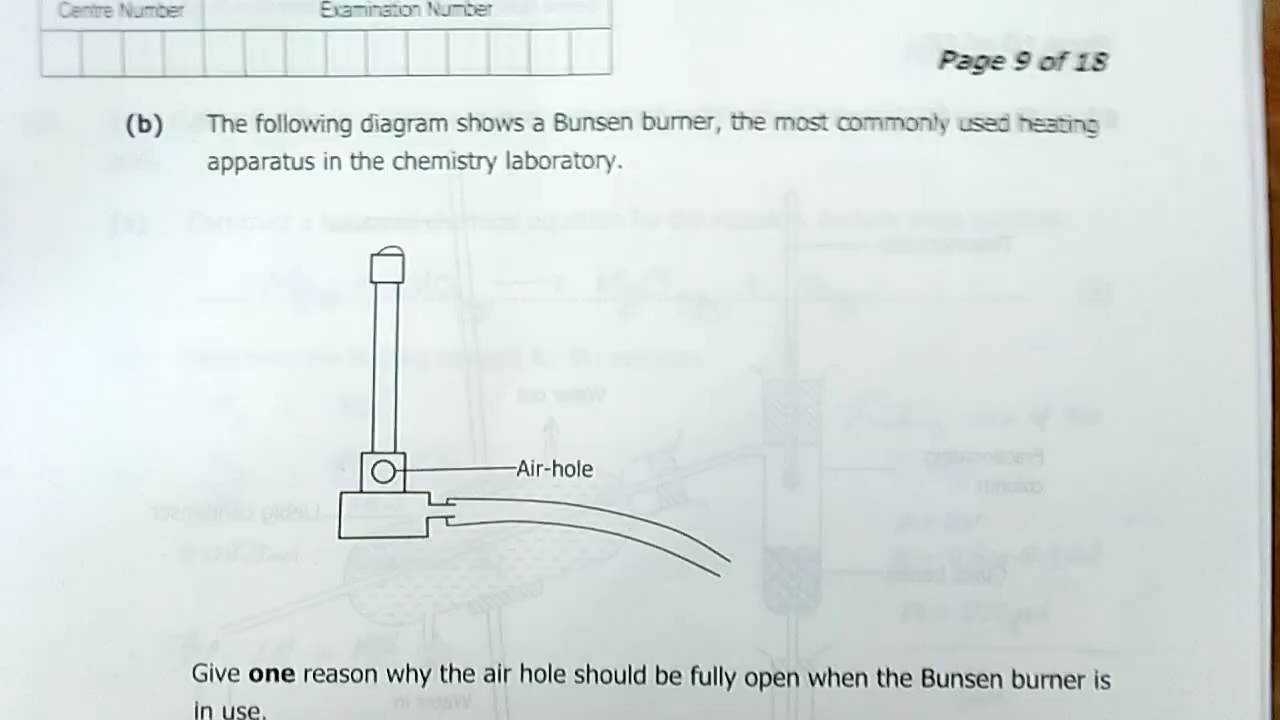 Centre Number Examination Number
Page 9 of 18
(b) The following diagram shows a Bunsen burner, the most commonly used heating
apparatus in the chemistry laboratory.
Air-hole
Give one reason why the air hole should be fully open when the Bunsen burner is
in use.